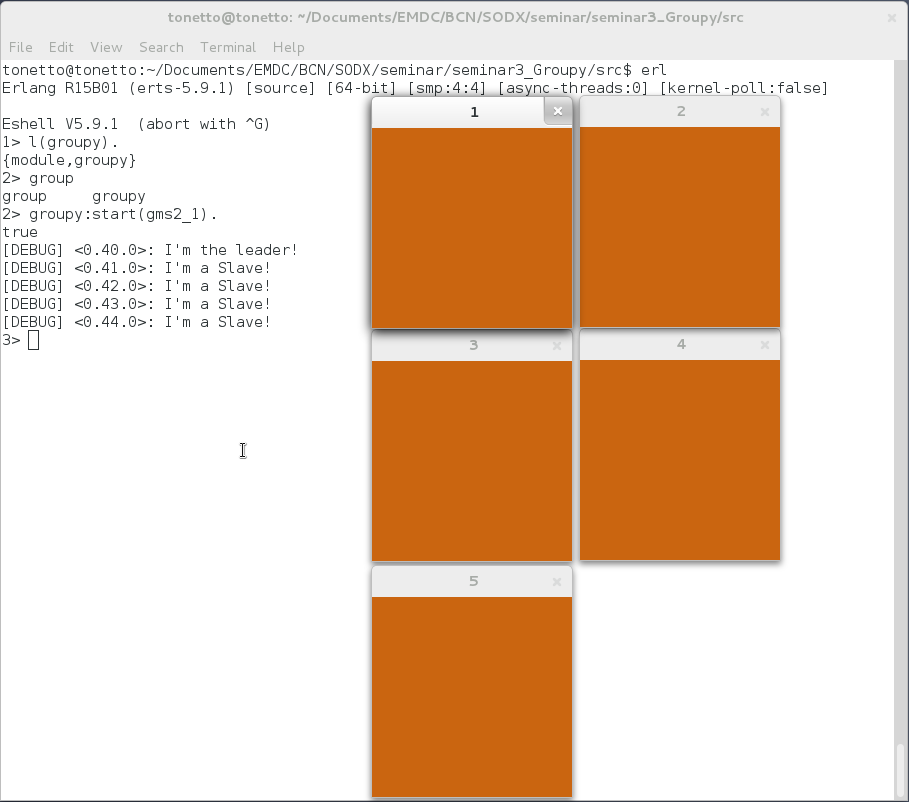 tonetto@tonetto: ~/Documents/EMDC/BCN/SODX/seminar/seminar3_Groupy/src
File Edit View Search Terminal Help
tonetto@tonetto:~/Documents/EMDC/BCN/SODX/seminar/seminar3_Groupy/src$ erl
Erlang R15B01 (erts-5.9.1) [source] [64-bit] [smp:4:4] [async-threads:0] [kernel-poll:false]
Eshell V5.9.1  (abort with ^G)
1> l(groupy).
{module,groupy}
2> group
group     groupy
2> groupy:start(gms2_1).
true
[DEBUG] <0.40.0>: I'm the leader!
[DEBUG] <0.41.0>: I'm a Slave!
[DEBUG] <0.42.0>: I'm a Slave!
[DEBUG] <0.43.0>: I'm a Slave!
[DEBUG] <0.44.0>: I'm a Slave!
3>
1
2
3
4
5